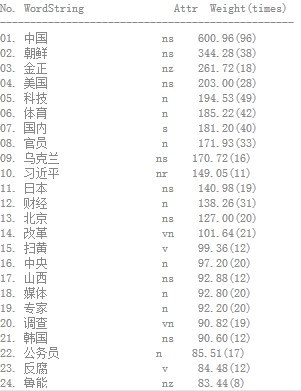 No. WordString Attr Weight(times)
01. 中国 ns 600.96(96)
02. 朝鲜 ns 344.28(38)
03. 金正 nz 261.72(18)
04. 美国 ns 203.00(28)
05. 科技 n 194.53(49)
06. 体育 n 185.22(42)
07. 国内 s 181.20(40)
08. 官员 n 171.93(33)
09. 乌克兰 ns 170.72(16)
10. 习近平 nr 149.05(11)
11. 日本 ns 140.98(19)
12. 财经 n 138.26(31)
13. 北京 ns 127.00(20)
14. 改革 vn 101.64(21)
15. 扫黄 v 99.36(12)
16. 中央 n 97.20(20)
17. 山西 ns 92.88(12)
18. 媒体 n 92.80(20)
19. 专家 n 92.20(20)
20. 调查 vn 90.82(19)
21. 韩国 ns 90.60(12)
22. 公务员 n 85.51(17)
23. 反腐 v 84.48(12)
24. 鲁能 nz 83.44(8)